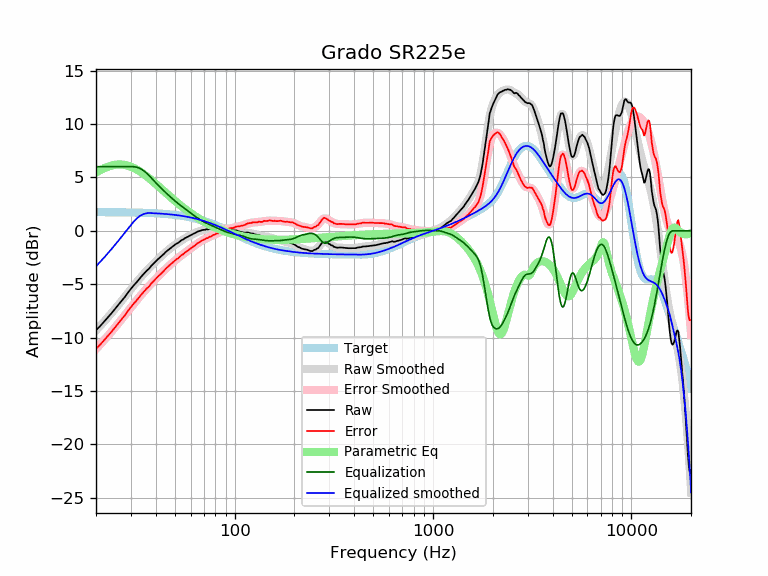 Grado SR225e
15
10
5
0
−5
−10
−15
−20
−25
Amplitude (dBr)
Target
Raw Smoothed
Error Smoothed
Raw
Error
Parametric Eq
Equalization
Equalized smoothed
100
1000
10000
Frequency (Hz)